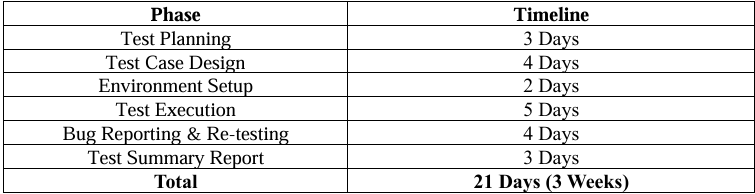 Phase Timeline
Test Planning 3 Days
Test Case Design 4 Days
Environment Setup 2 Days
Test Execution 5 Days
Bug Reporting & Re-testing 4 Days
Test Summary Report 3 Days
Total 21 Days (3 Weeks)